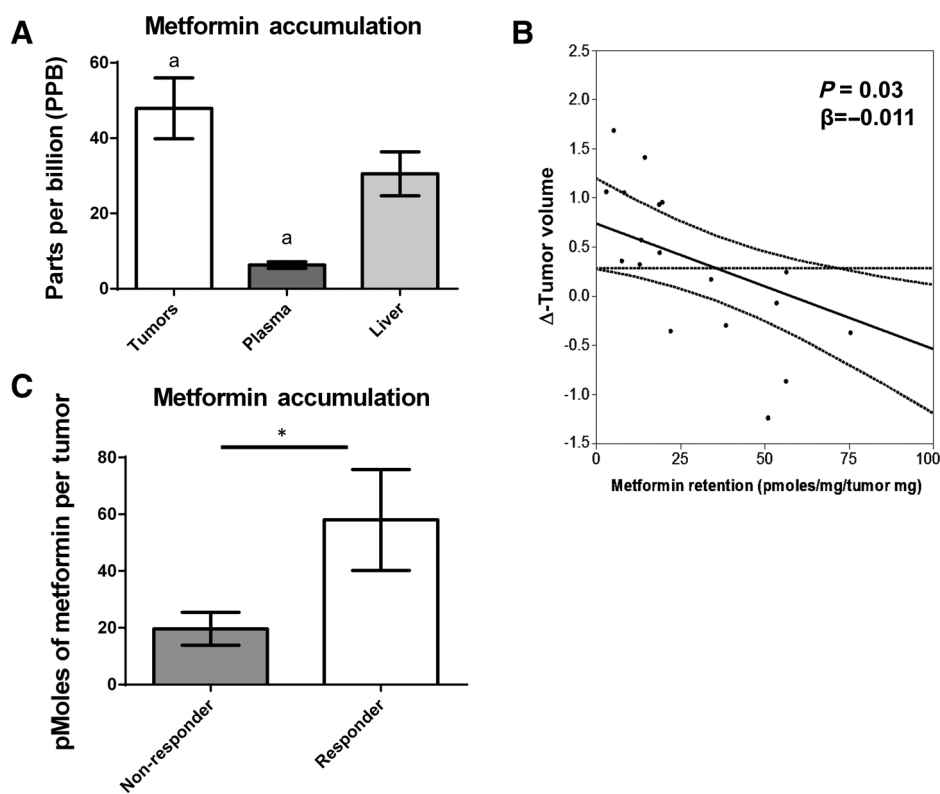 A
Metformin accumulation
Parts per billion (PPB)
60
40
20
0
a
a
Tumors
Plasma
Liver
B
2.5
2.0
1.5
1.0
0.5
0.0
-0.5
-1.0
-1.5
Δ-Tumor volume
P = 0.03
β=–0.011
0
25
50
75
100
Metformin retention (pmoles/mg/tumor mg)
C
Metformin accumulation
*
pMoles of metformin per tumor
80
60
40
20
0
Non-responder
Responder